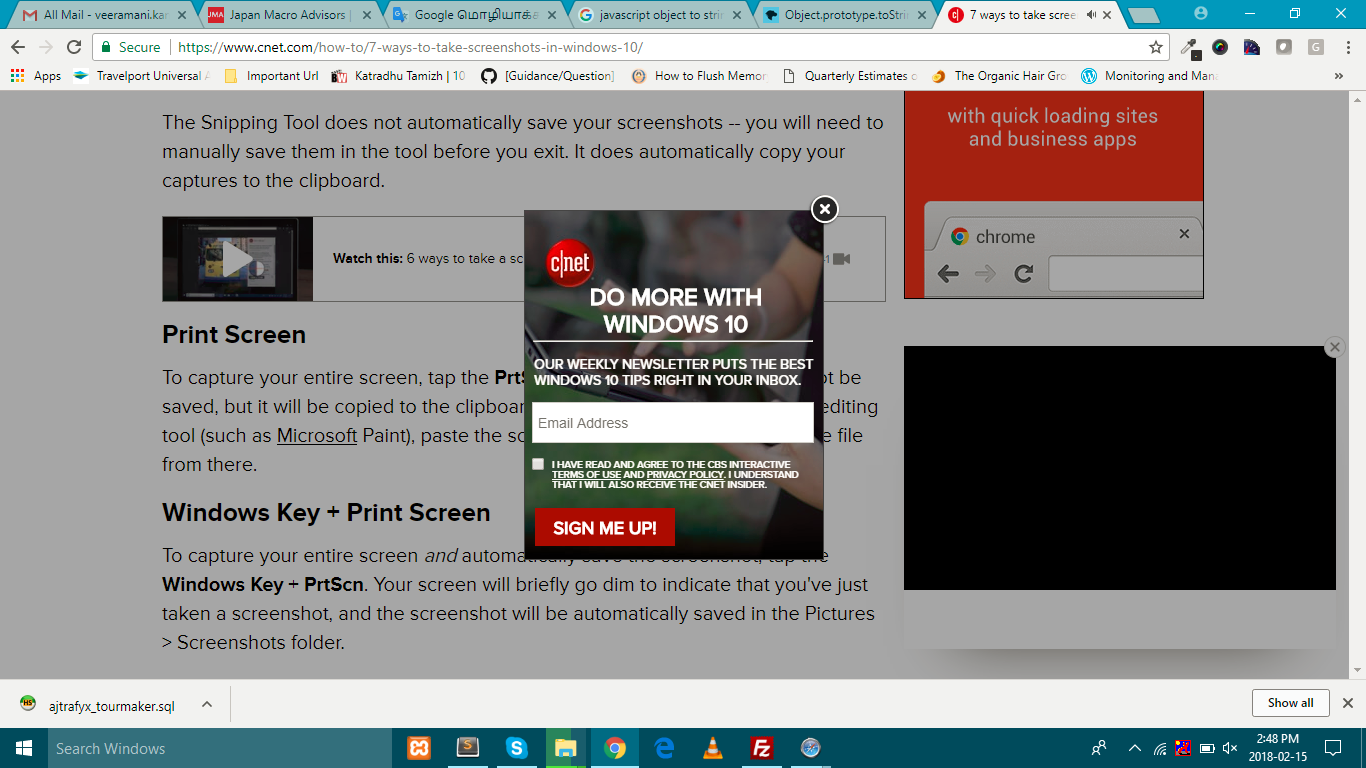 All Mail - veeramani.kar
Japan Macro Advisors |
Google மொழியாக்க
javascript object to strin
Object.prototype.toStrin
7 ways to take scree
Secure
https://www.cnet.com/how-to/7-ways-to-take-screenshots-in-windows-10/
Apps
Travelport Universal A
Important Url
Katradhu Tamizh | 10
[Guidance/Question]
How to Flush Memor
Quarterly Estimates o
The Organic Hair Gro
Monitoring and Mana
»
The Snipping Tool does not automatically save your screenshots -- you will need to
manually save them in the tool before you exit. It does automatically copy your
captures to the clipboard.
with quick loading sites
and business apps
chrome
Watch this: 6 ways to take a sc
Print Screen
To capture your entire screen, tap the PrtS
ot be
saved, but it will be copied to the clipboar
editing
tool (such as Microsoft Paint), paste the sc
e file
from there.
Windows Key + Print Screen
To capture your entire screen and automatically save the screenshot, tap the
Windows Key + PrtScn. Your screen will briefly go dim to indicate that you've just
taken a screenshot, and the screenshot will be automatically saved in the Pictures
> Screenshots folder.
c|net
DO MORE WITH
WINDOWS 10
OUR WEEKLY NEWSLETTER PUTS THE BEST
WINDOWS 10 TIPS RIGHT IN YOUR INBOX.
Email Address
I HAVE READ AND AGREE TO THE CBS INTERACTIVE
TERMS OF USE AND PRIVACY POLICY. I UNDERSTAND
THAT I WILL ALSO RECEIVE THE CNET INSIDER.
SIGN ME UP!
ajtrafyx_tourmaker.sql
Show all
Search Windows
2:48 PM
2018-02-15